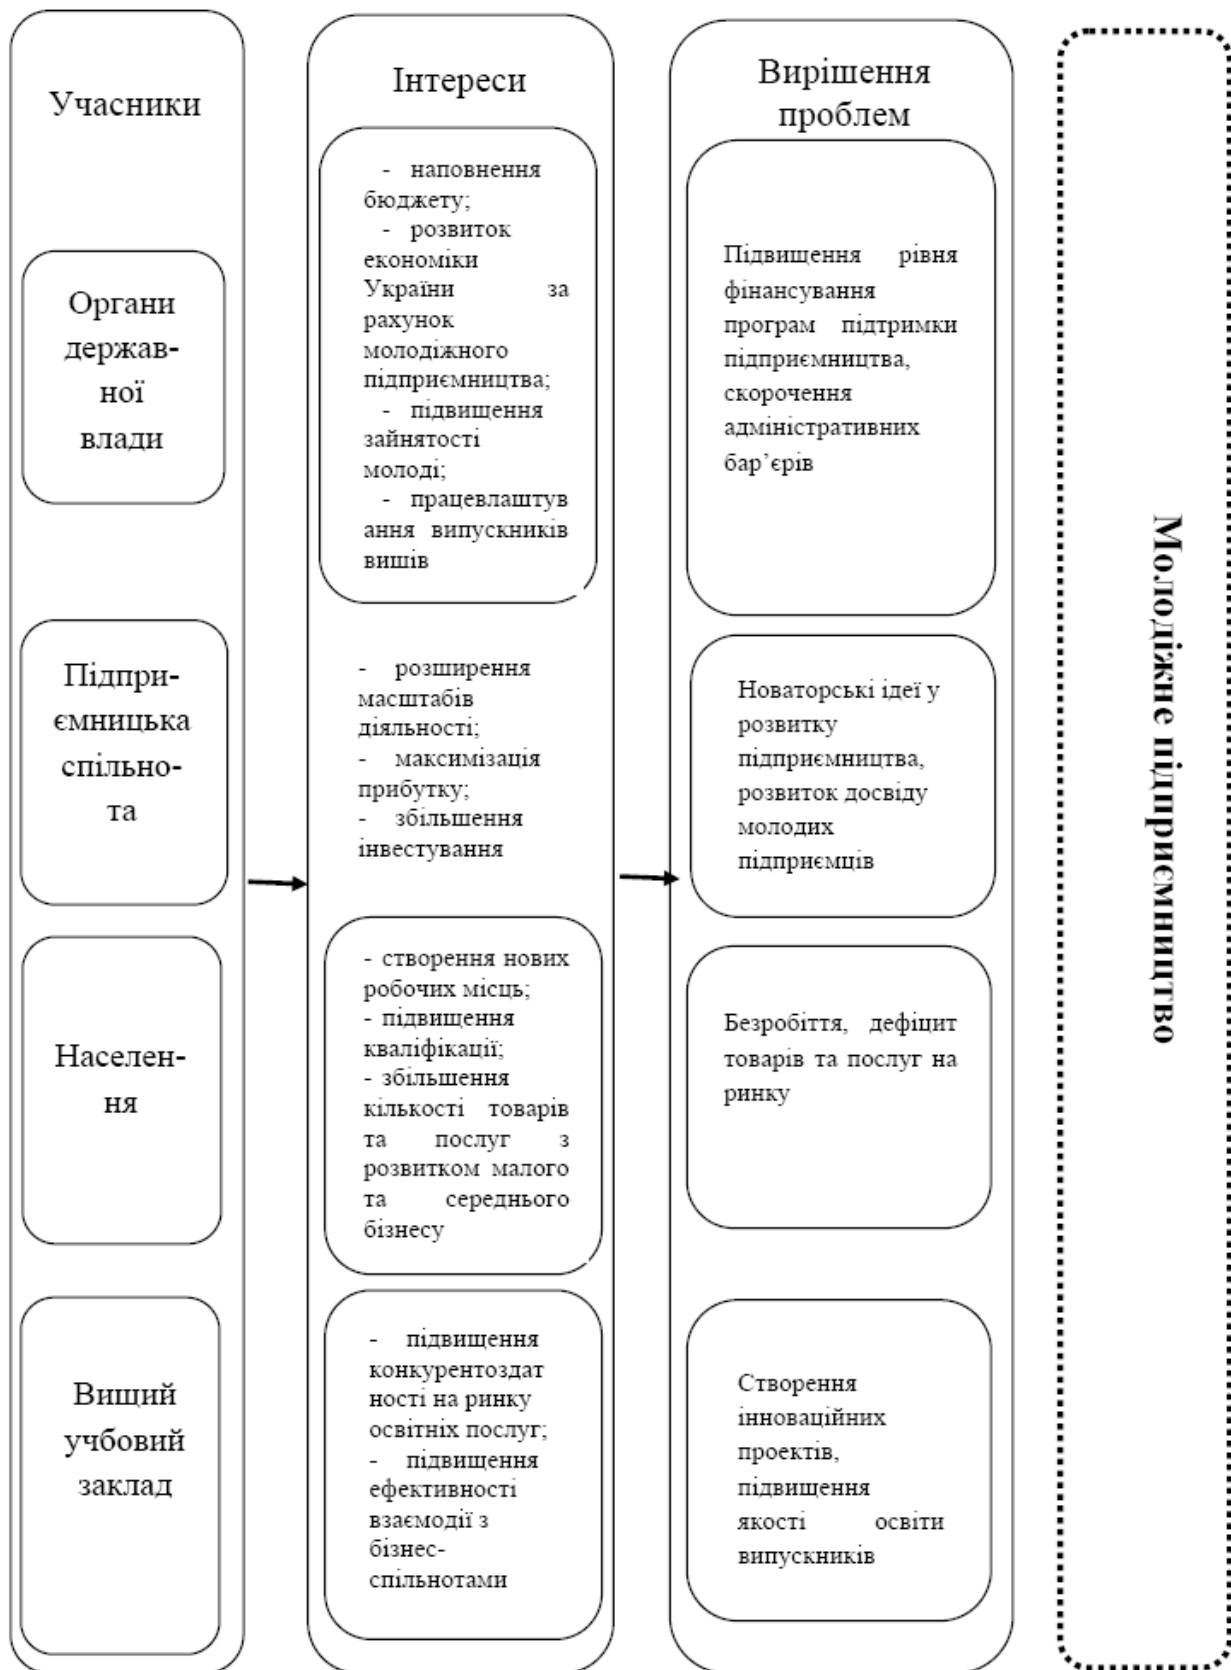 Учасники
Органи
держав-
ної
влади
Підпри-
ємницька
спільно-
та
Населен-
ня
Вищий
учбовий
заклад
Інтереси
- наповнення
бюджету;
- розвиток
економіки
України за
рахунок
молодіжного
підприємництва;
- підвищення
зайнятості
молоді;
- працевлаштув
ання випускників
вишів
- розширення
масштабів
діяльності;
- максимізація
прибутку;
- збільшення
інвестування
- створення нових
робочих місць;
- підвищення
кваліфікації;
- збільшення
кількості товарів
та послуг з
розвитком малого
та середнього
бізнесу
- підвищення
конкурентоздат
ності на ринку
освітніх послуг;
- підвищення
ефективності
взаємодії з
бізнес-
спільнотами
Вирішення
проблем
Підвищення рівня
фінансування
програм підтримки
підприємництва,
скорочення
адміністративних
бар’єрів
Новаторські ідеї у
розвитку
підприємництва,
розвиток досвіду
молодих
підприємців
Безробіття, дефіцит
товарів та послуг на
ринку
Створення
інноваційних
проектів,
підвищення
якості освіти
випускників
Молодіжне підприємництво